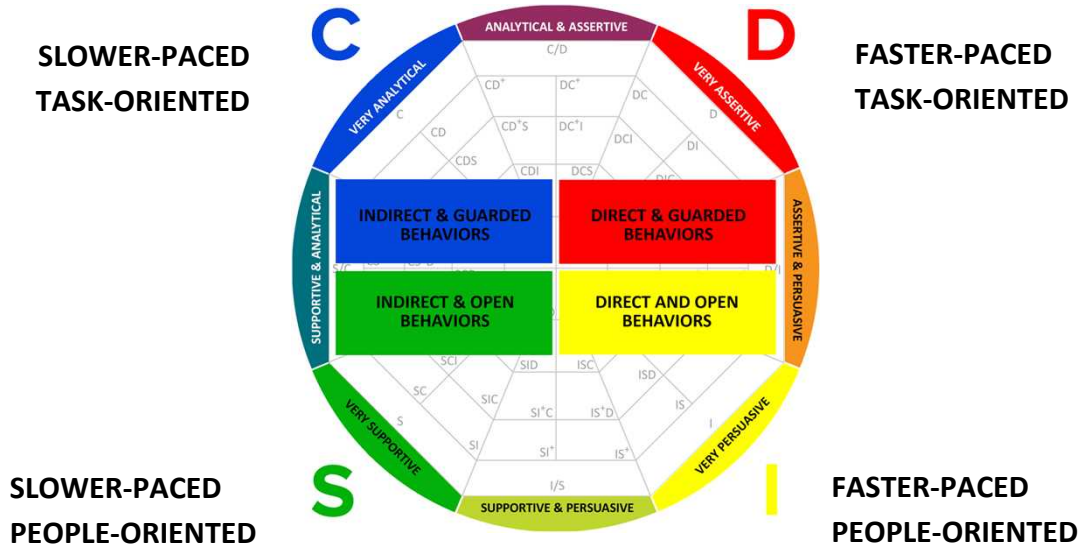 C
ANALYTICAL & ASSERTIVE
D
SLOWER-PACED
TASK-ORIENTED
FASTER-PACED
TASK-ORIENTED
VERY ANALYTICAL
VERY ASSERTIVE
C/D
CD+
DC+
C
DC
D
CD
CD+S
DC+I
DCI
DI
CDS
CDI
DCS
DIC
SUPPORTIVE & ANALYTICAL
INDIRECT & GUARDED
BEHAVIORS
DIRECT & GUARDED
BEHAVIORS
ASSERTIVE & PERSUASIVE
S/C
D/I
INDIRECT & OPEN
BEHAVIORS
DIRECT AND OPEN
BEHAVIORS
SCI
SID
ISC
ISD
SC
SIC
IS
S
SI+C
IS+D
I
SI
SI+
IS+
VERY SUPPORTIVE
VERY PERSUASIVE
I/S
SLOWER-PACED
PEOPLE-ORIENTED
S
SUPPORTIVE & PERSUASIVE
I
FASTER-PACED
PEOPLE-ORIENTED